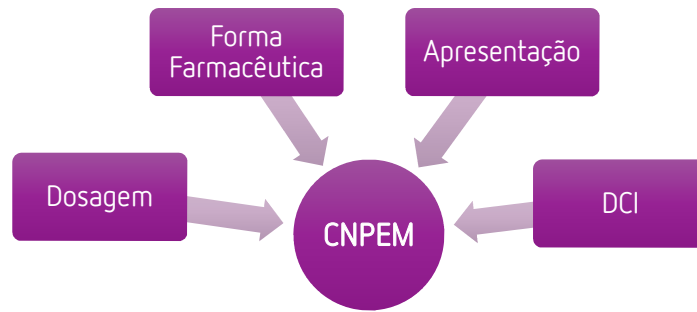 Forma
Farmacêutica
Apresentação
Dosagem
DCI
CNPEM